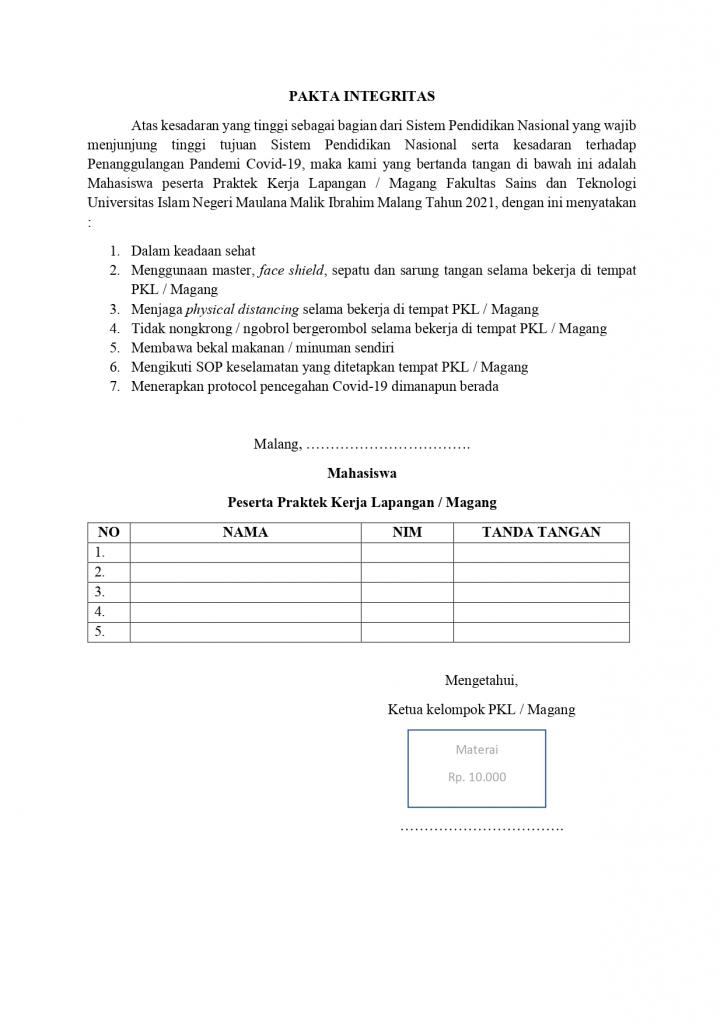 PAKTA INTEGRITAS
Atas kesadaran yang tinggi sebagai bagian dari Sistem Pendidikan Nasional yang wajib
menjunjung tinggi tujuan Sistem Pendidikan Nasional serta kesadaran terhadap
Penanggulangan Pandemi Covid-19, maka kami yang bertanda tangan di bawah ini adalah
Mahasiswa peserta Praktek Kerja Lapangan / Magang Fakultas Sains dan Teknologi
Universitas Islam Negeri Maulana Malik Ibrahim Malang Tahun 2021, dengan ini menyatakan
:
1. Dalam keadaan sehat
2. Menggunaan master, face shield, sepatu dan sarung tangan selama bekerja di tempat
PKL / Magang
3. Menjaga physical distancing selama bekerja di tempat PKL / Magang
4. Tidak nongkrong / ngobrol bergerombol selama bekerja di tempat PKL / Magang
5. Membawa bekal makanan / minuman sendiri
6. Mengikuti SOP keselamatan yang ditetapkan tempat PKL / Magang
7. Menerapkan protocol pencegahan Covid-19 dimanapun berada
Malang, …………………………….
Mahasiswa
Peserta Praktek Kerja Lapangan / Magang
NO NAMA NIM TANDA TANGAN
1.
2.
3.
4.
5.
Mengetahui,
Ketua kelompok PKL / Magang
Materai
Rp. 10.000
…………………………….